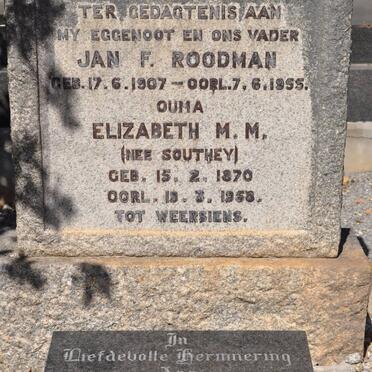 TER GEDAGTENIS AAN
MY EGGENOOT EN ONS VADER
JAN F. ROODMAN
GEB. 17. 6. 1907 — OORL. 7. 6. 1955.
OUMA
ELIZABETH M. M.
(NEE SOUTHEY)
GEB. 15. 2. 1870
OORL. 19. 3. 1958.
TOT WEERSIENS.
In
Liefdevolle Herinnering